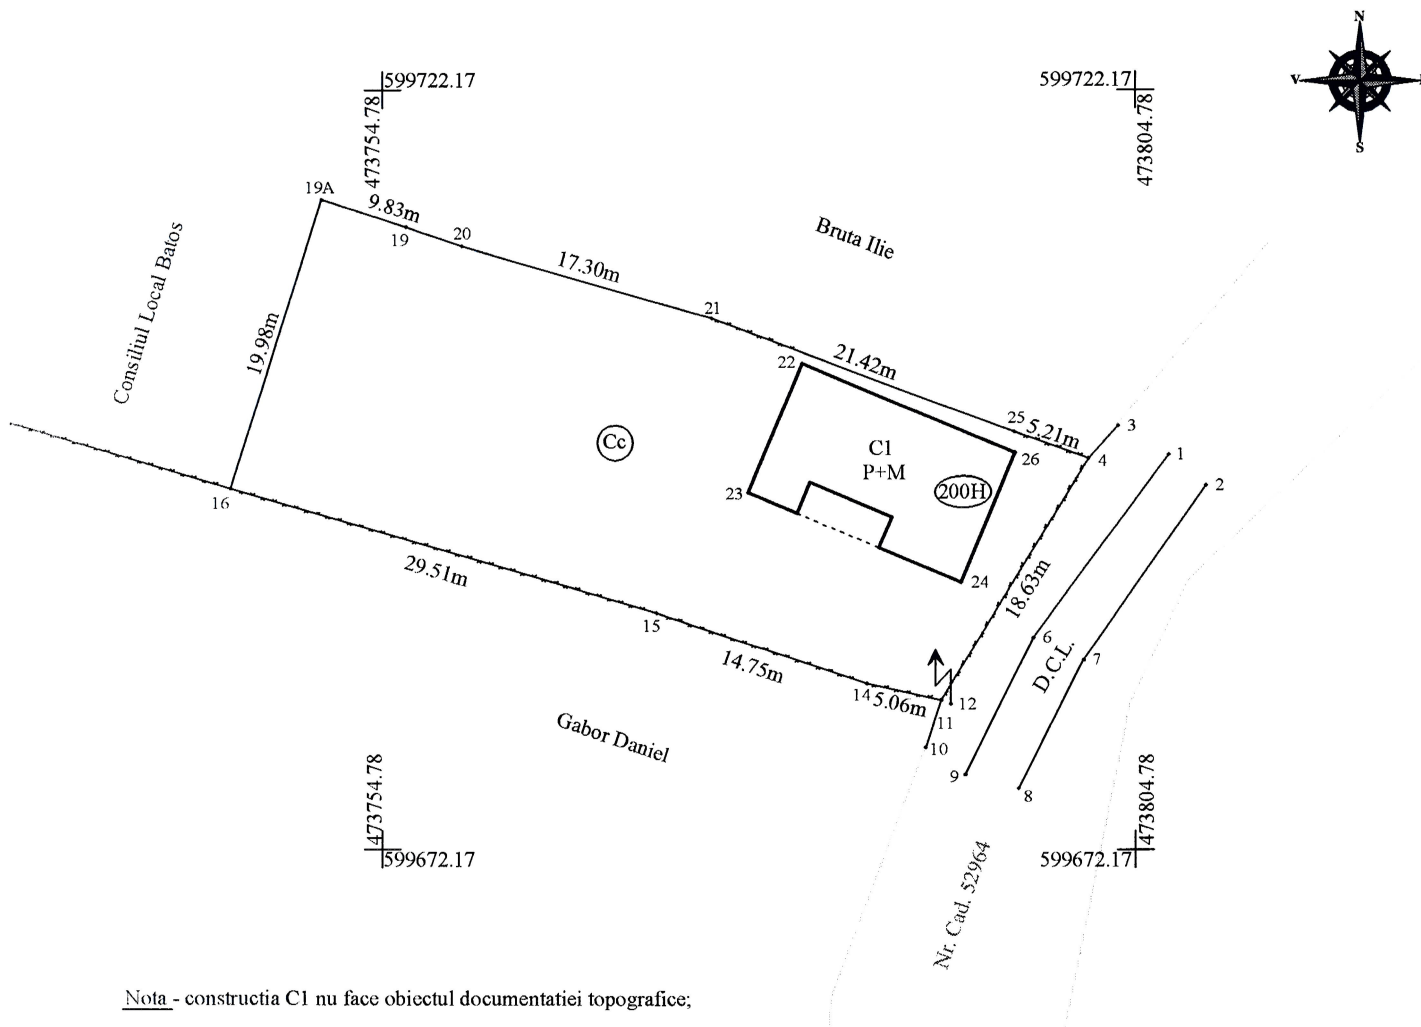 N
V
S
599722.17
473754.78
599722.17
473804.78
19A
9.83m
19
20
17.30m
21
Bruta Ilie
Consiliul Local Batos
19.98m
22
21.42m
25
5.21m
3
4
1
2
26
C1
P+M
200H
Cc
23
24
16
29.51m
15
14.75m
14
5.06m
18.63m
6
7
D.C.L.
12
11
10
9
8
Gabor Daniel
473754.78
599672.17
473804.78
599672.17
Nr. Cad. 52964
Nota - constructia C1 nu face obiectul documentatiei topografice;